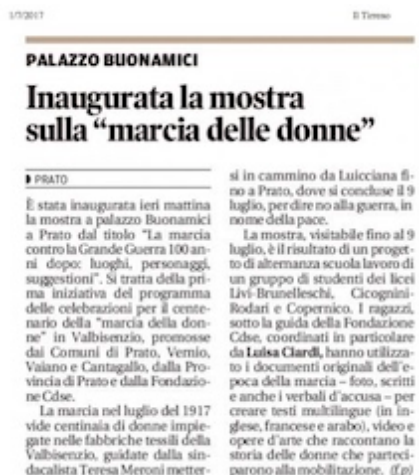 1/7/2017
Il Tirreno
PALAZZO BUONAMICI
Inaugurata la mostra
sulla “marcia delle donne”
PRATO
È stata inaugurata ieri mattina
la mostra a palazzo Buonamici
a Prato dal titolo “La marcia
contro la Grande Guerra 100 an-
ni dopo: luoghi, personaggi,
suggestioni”. Si tratta della pri-
ma iniziativa del programma
delle celebrazioni per il cente-
nario della “marcia della don-
ne” in Valbisenzio, promosse
dai Comuni di Prato, Vernio,
Vaiano e Cantagallo, dalla Pro-
vincia di Prato e dalla Fondazio-
ne Cdse.
La marcia nel luglio del 1917
vide centinaia di donne impie-
gate nelle fabbriche tessili della
Valbisenzio, guidate dalla sin-
dacalista Teresa Meroni metter-
si in cammino da Luicciana fi-
no a Prato, dove si concluse il 9
luglio, per dire no alla guerra, in
nome della pace.
La mostra, visitabile fino al 9
luglio, è il risultato di un proget-
to di alternanza scuola lavoro di
un gruppo di studenti dei licei
Livi-Brunelleschi, Cicognini-
Rodari e Copernico. I ragazzi,
sotto la guida della Fondazione
Cdse, coordinati in particolare
da Luisa Ciardi, hanno utilizza-
to i documenti originali dell'e-
poca della marcia – foto, scritti
e anche i verbali d'accusa – per
creare testi multilingue (in in-
glese, francese e arabo), video e
opere d'arte che raccontano la
storia delle donne che parteci-
parono alla mobilitazione.